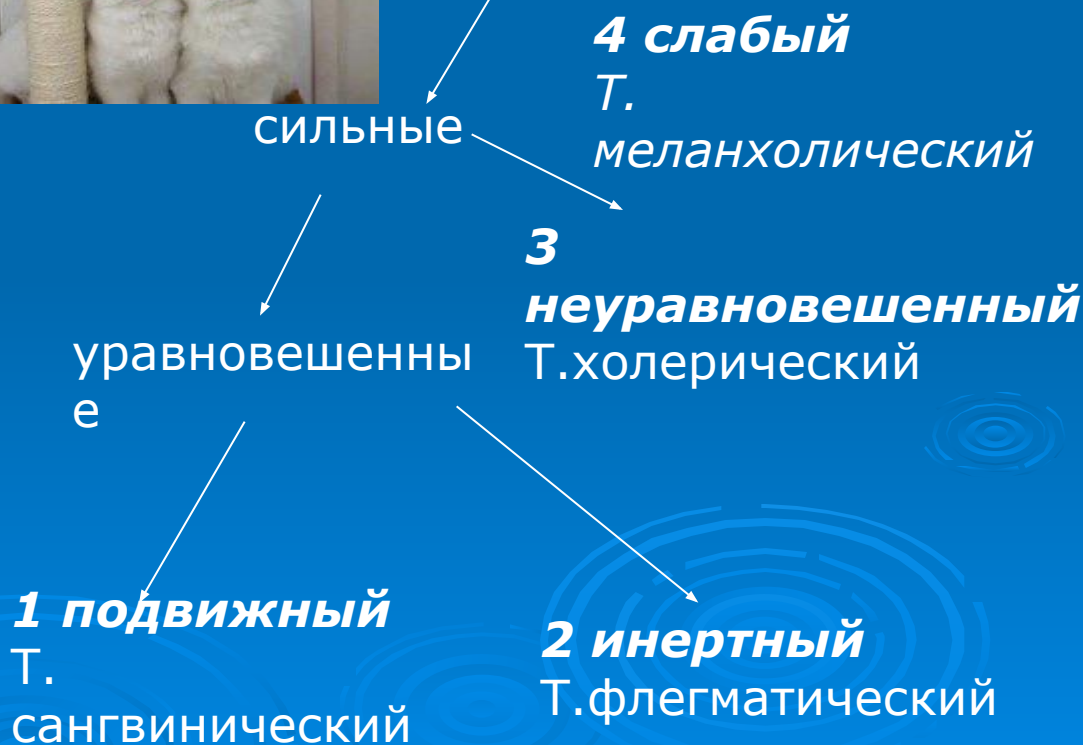 4 слабый
Т.
меланхолический
сильные
3
неуравновешенный
Т.холерический
уравновешенны
е
1 подвижный
Т.
сангвинический
2 инертный
Т.флегматический